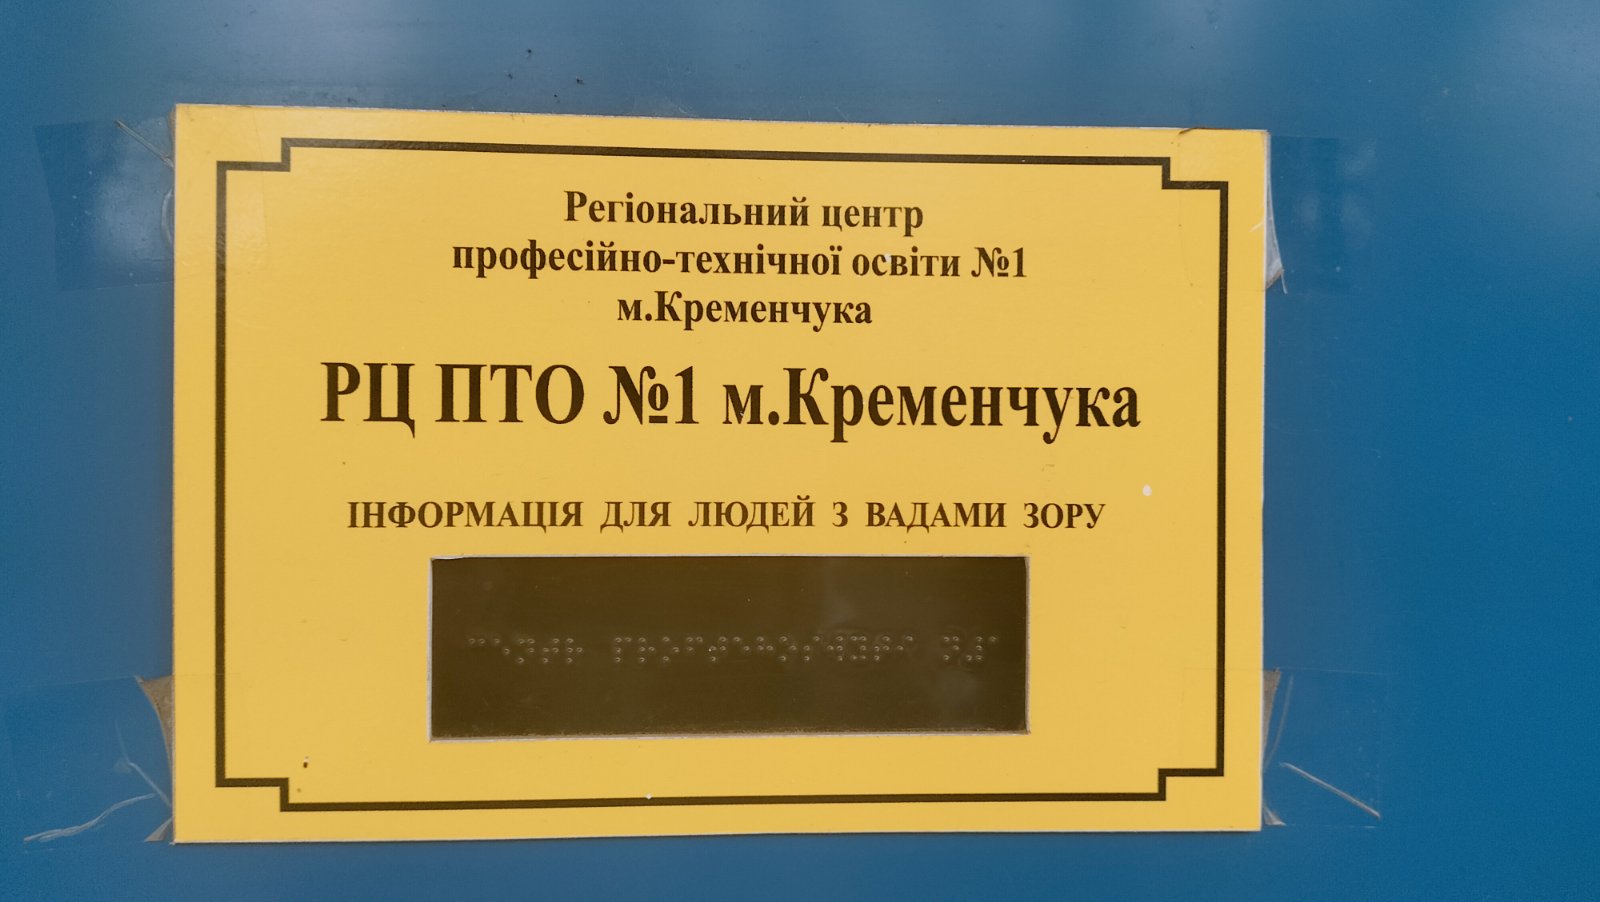 Регіональний центр
професійно-технічної освіти №1
м.Кременчука
РЦ ПТО №1 м.Кременчука
ІНФОРМАЦІЯ ДЛЯ ЛЮДЕЙ З ВАДАМИ ЗОРУ